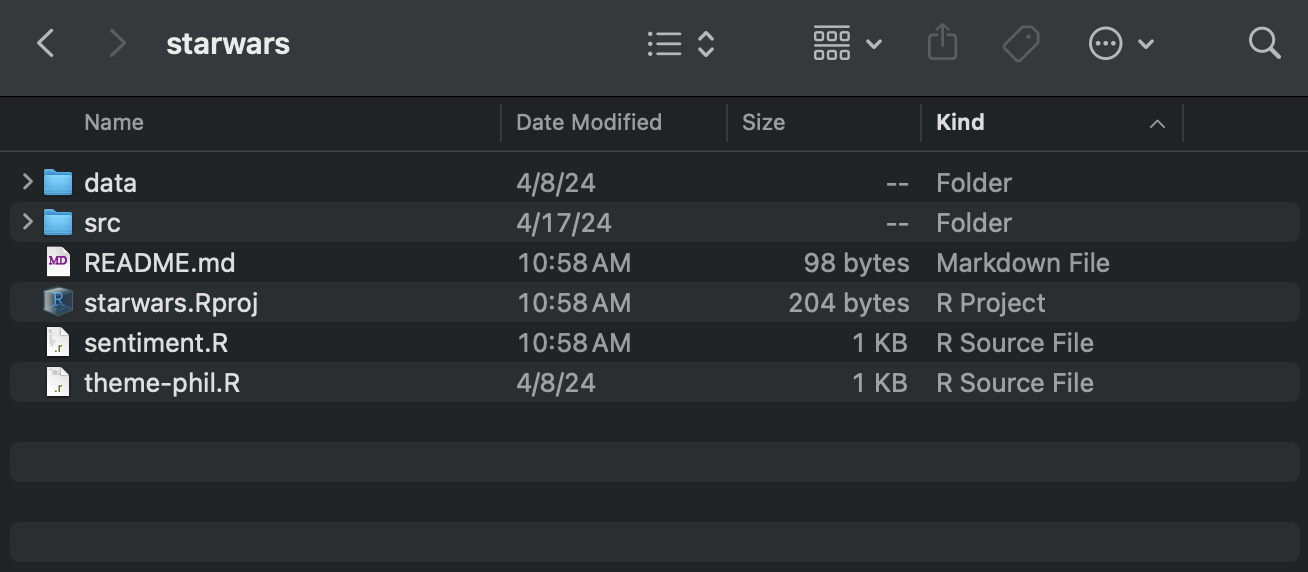 starwars
Name Date Modified Size Kind
data 4/8/24 -- Folder
src 4/17/24 -- Folder
MD README.md 10:58 AM 98 bytes Markdown File
R starwars.Rproj 10:58 AM 204 bytes R Project
.r sentiment.R 10:58 AM 1 KB R Source File
.r theme-phil.R 4/8/24 1 KB R Source File